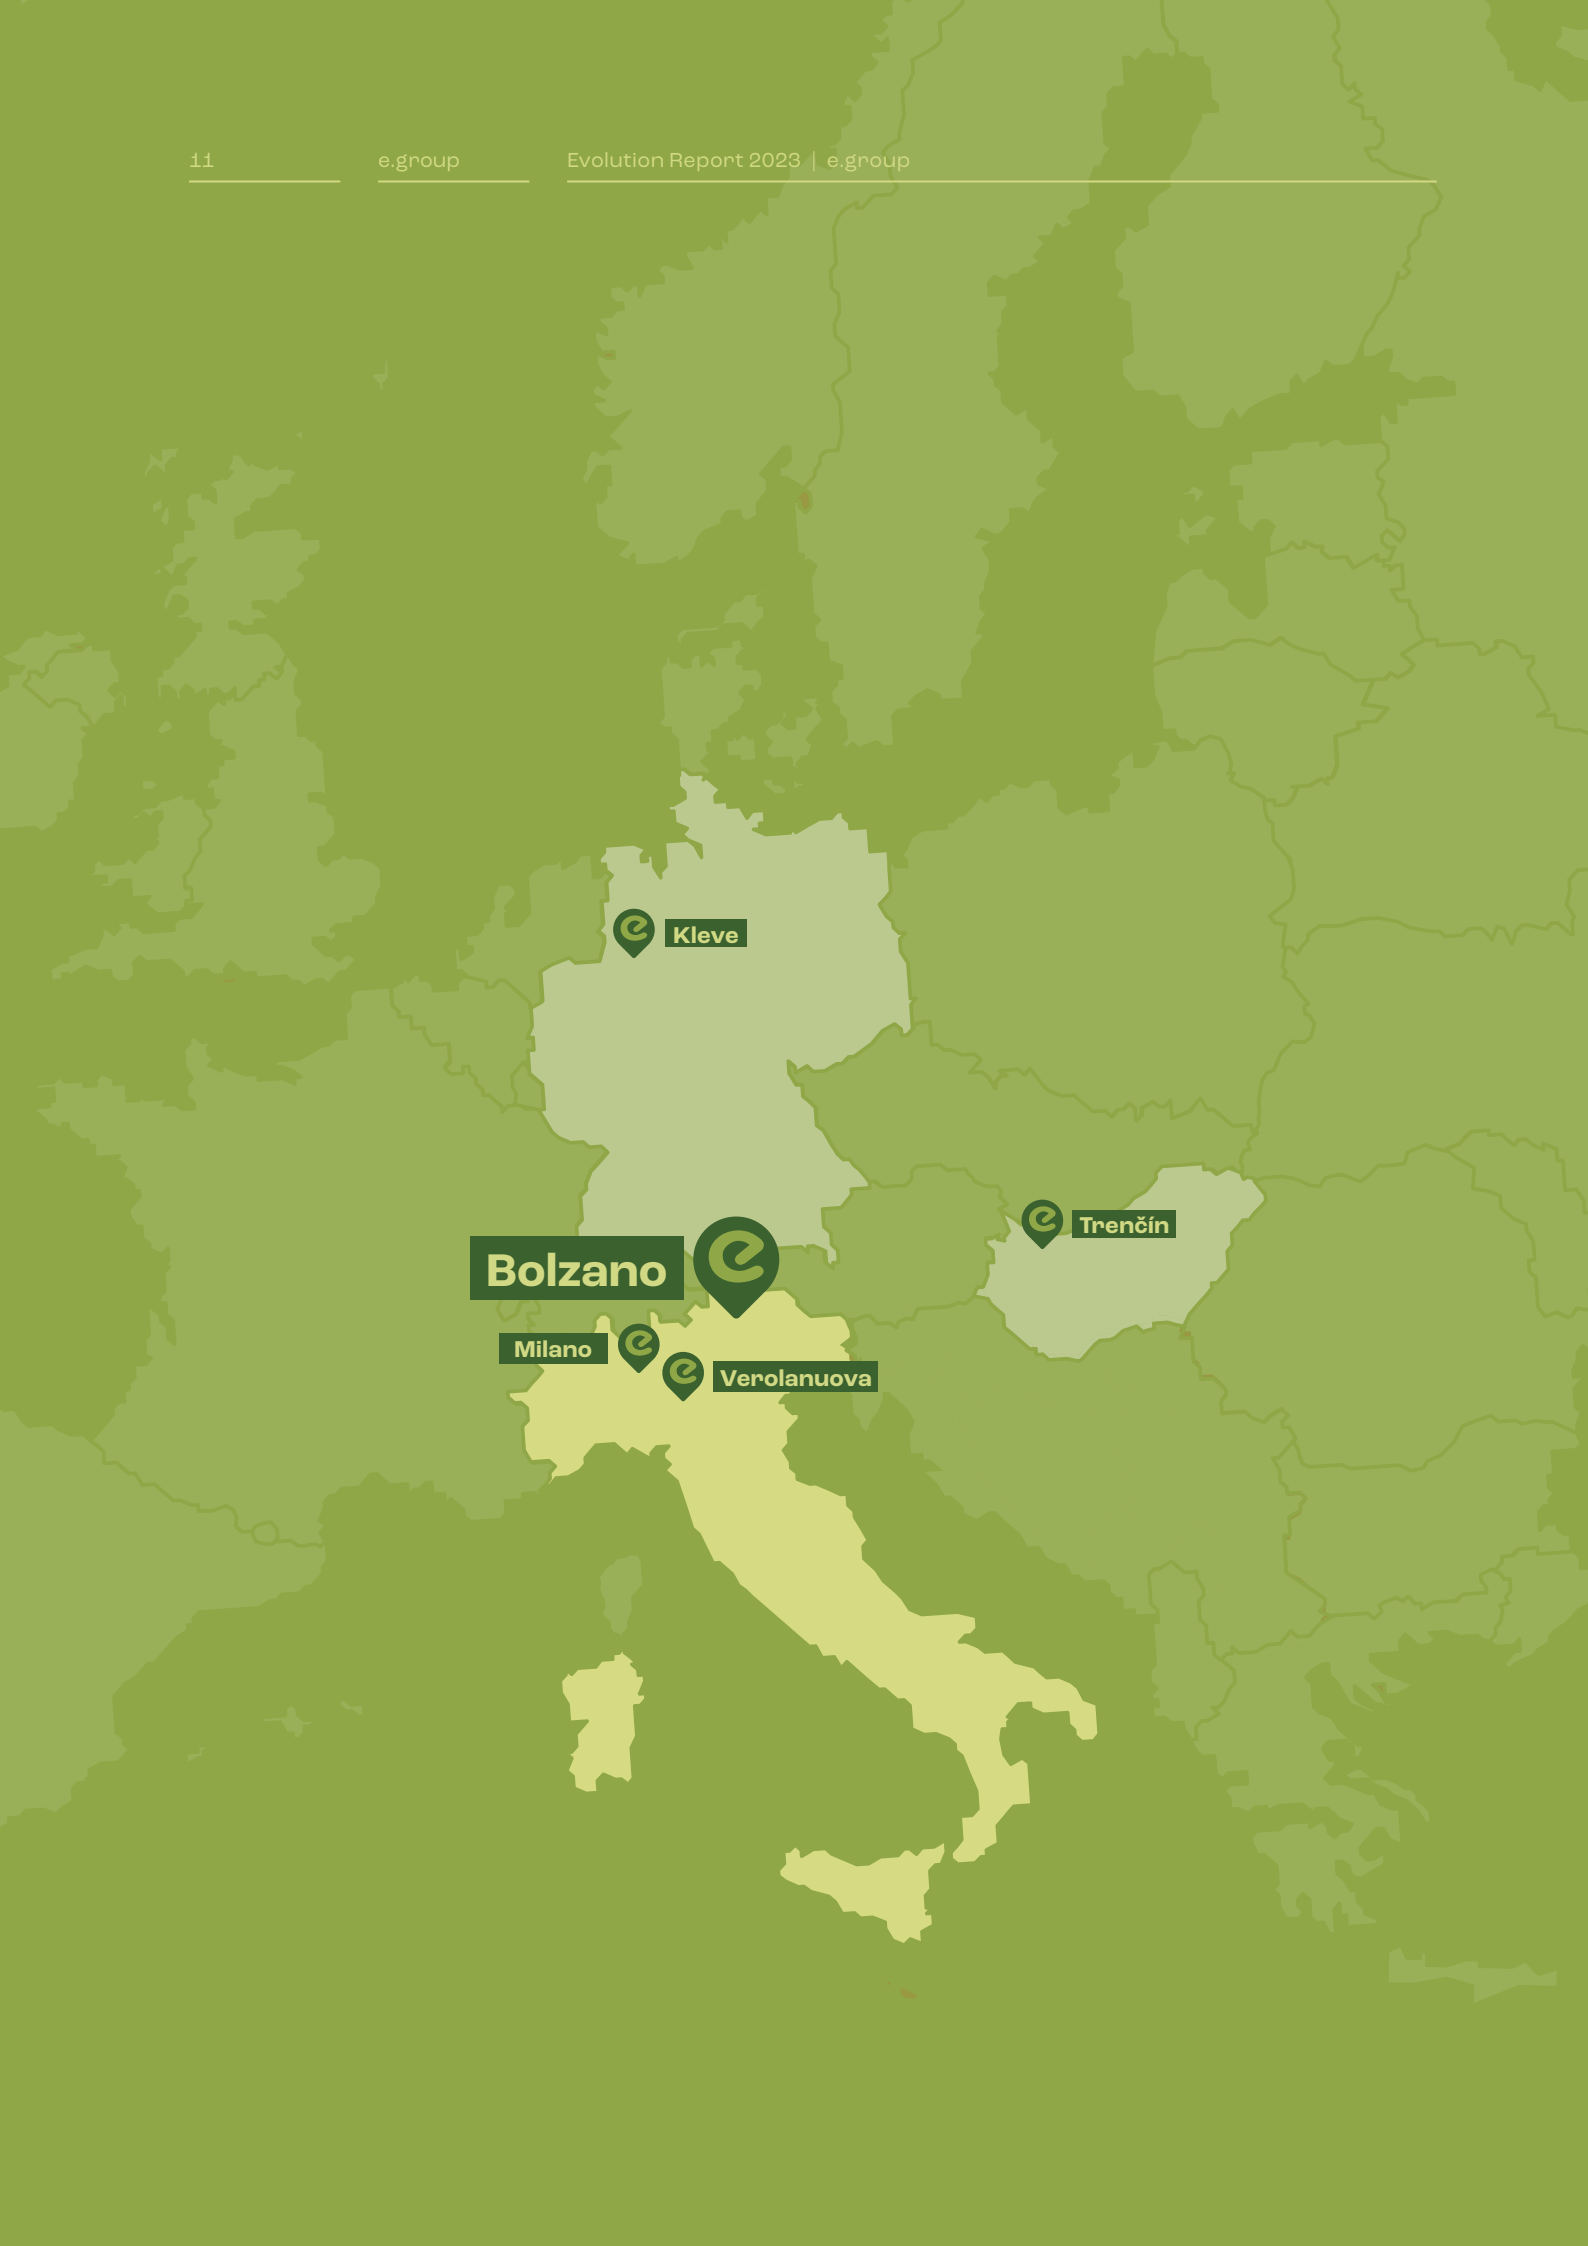 11
e.group
Evolution Report 2023 | e.group
Kleve
Trenčín
Bolzano
Milano
Verolanuova